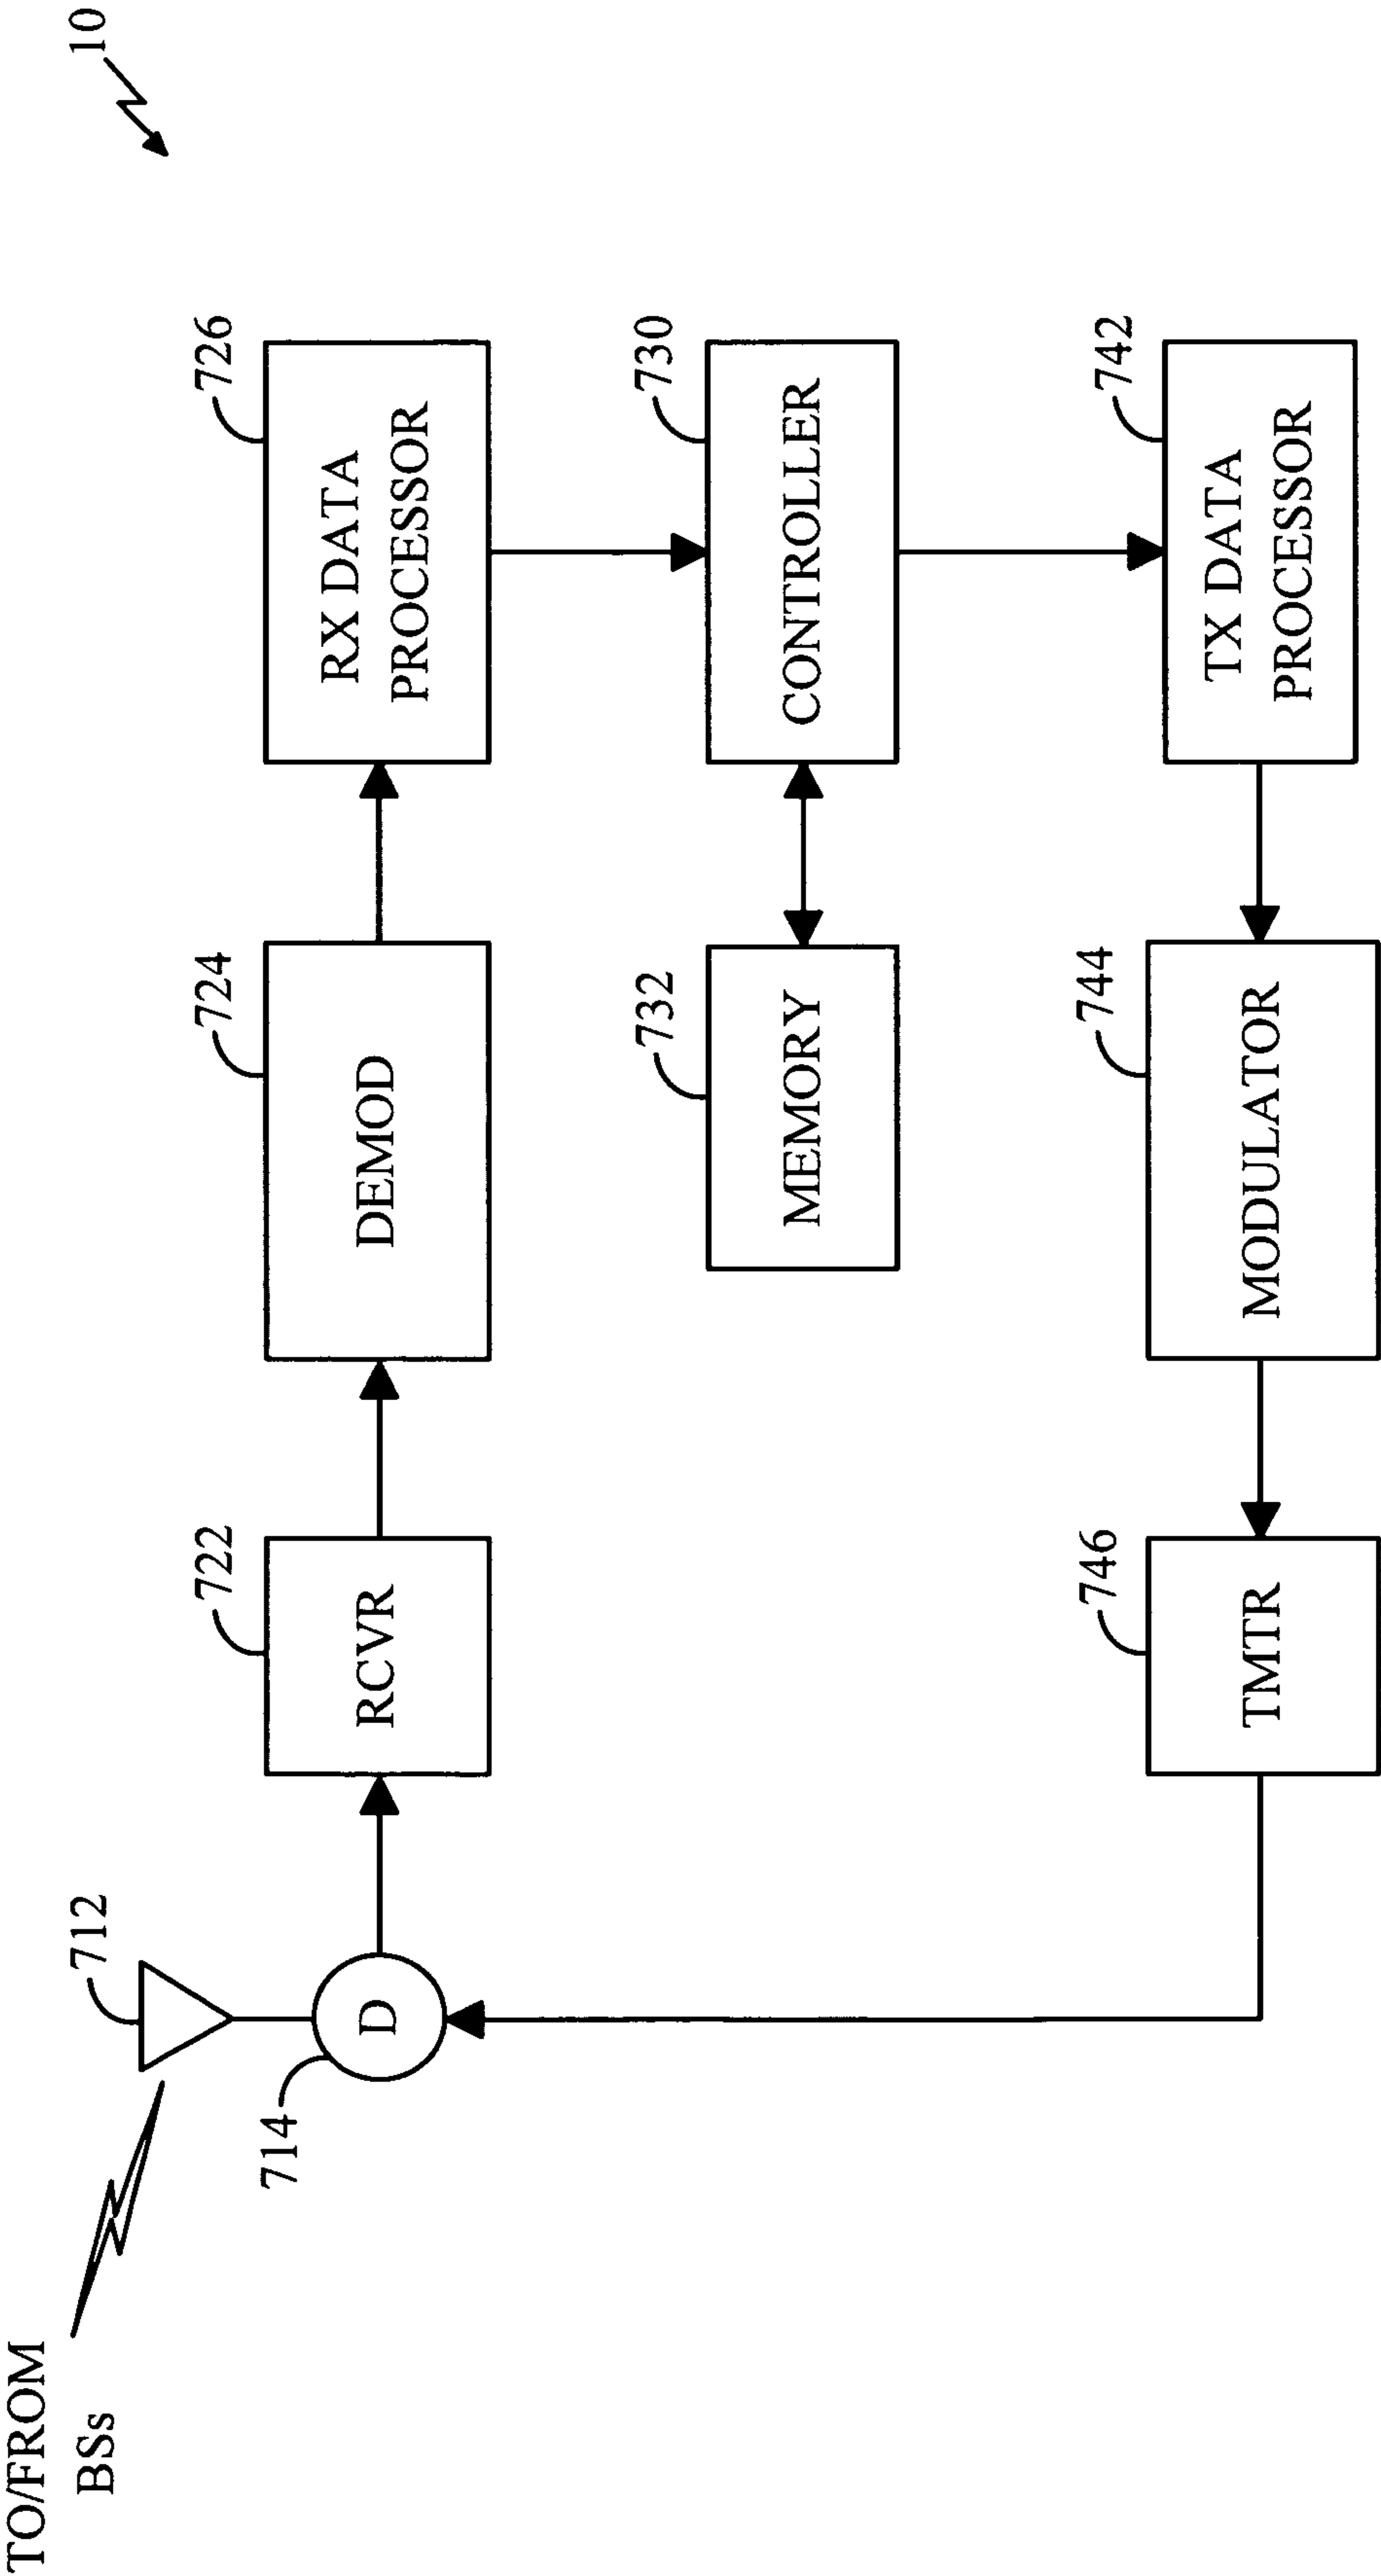 10
712
TO/FROM
BSs
714
D
722
RCVR
724
DEMOD
726
RX DATA
PROCESSOR
732
MEMORY
730
CONTROLLER
746
TMTR
744
MODULATOR
742
TX DATA
PROCESSOR